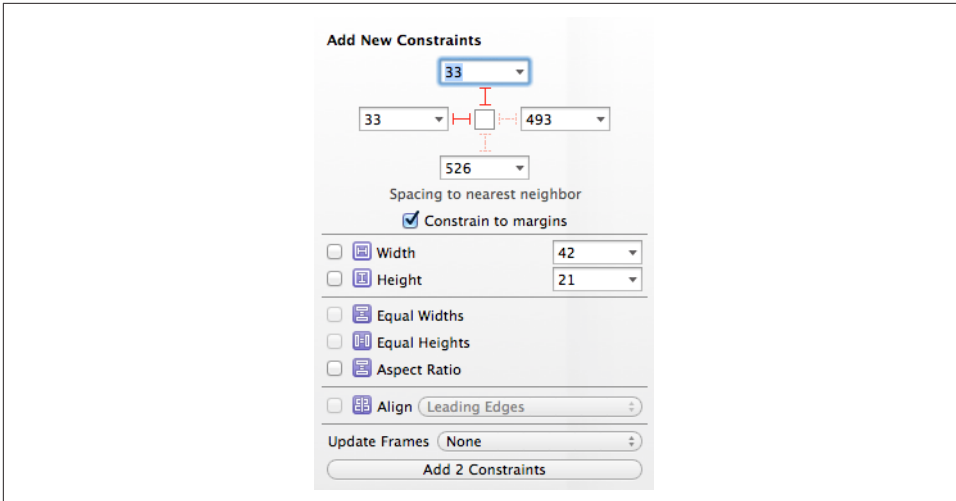 Add New Constraints
33
33 493
526
Spacing to nearest neighbor
Constrain to margins
Width 42
Height 21
Equal Widths
Equal Heights
Aspect Ratio
Align Leading Edges
Update Frames None
Add 2 Constraints